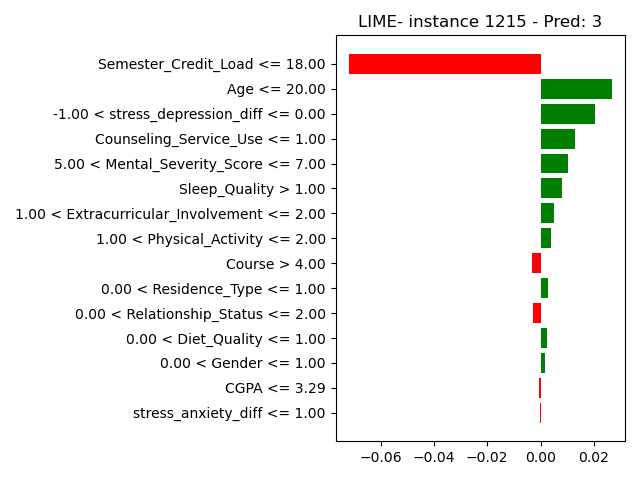 LIME- instance 1215 - Pred: 3
Semester_Credit_Load <= 18.00
Age <= 20.00
-1.00 < stress_depression_diff <= 0.00
Counseling_Service_Use <= 1.00
5.00 < Mental_Severity_Score <= 7.00
Sleep_Quality > 1.00
1.00 < Extracurricular_Involvement <= 2.00
1.00 < Physical_Activity <= 2.00
Course > 4.00
0.00 < Residence_Type <= 1.00
0.00 < Relationship_Status <= 2.00
0.00 < Diet_Quality <= 1.00
0.00 < Gender <= 1.00
CGPA <= 3.29
stress_anxiety_diff <= 1.00
−0.06 −0.04 −0.02 0.00 0.02